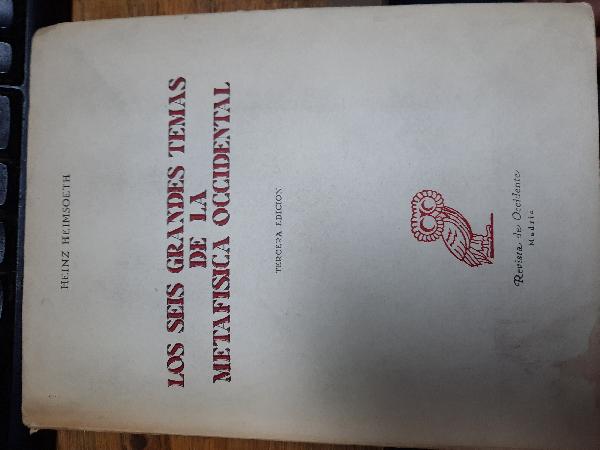 HEINZ HEIMSOETH
LOS SEIS GRANDES TEMAS
DE LA
METAFISICA OCCIDENTAL
TERCERA EDICION
Revista de Occidente
Madrid